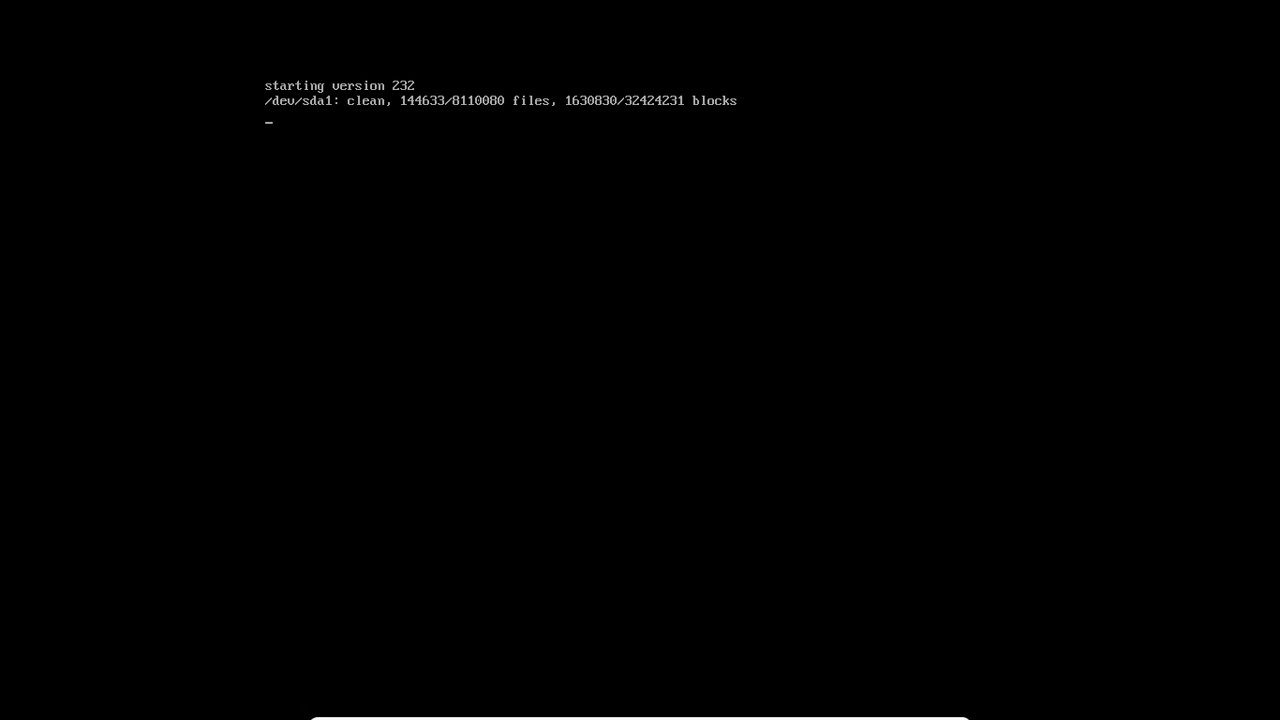 starting version 232
/dev/sda1: clean, 144633/8110080 files, 1630830/32424231 blocks
_